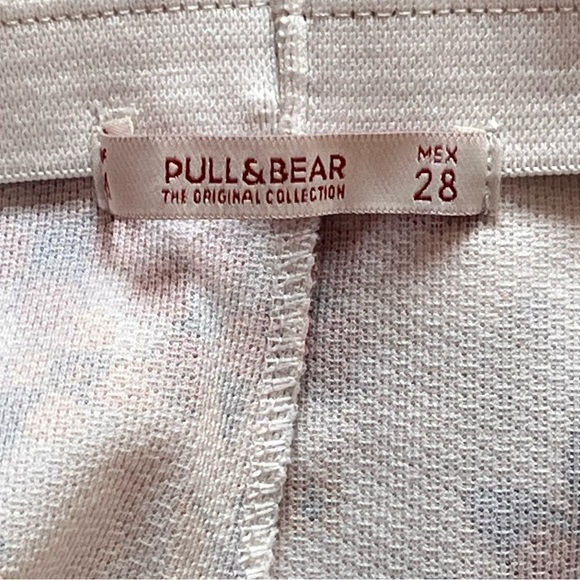 PULL&BEAR
THE ORIGINAL COLLECTION
MEX
28